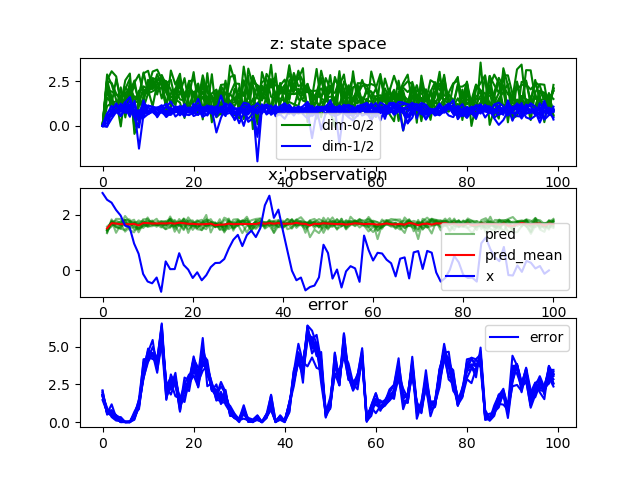 z: state space
2.5
0.0
dim-0/2
dim-1/2
0 20 40 60 80 100
x: observation
2
0
pred
pred_mean
x
0 20 40 60 80 100
error
5.0
2.5
0.0
error
0 20 40 60 80 100